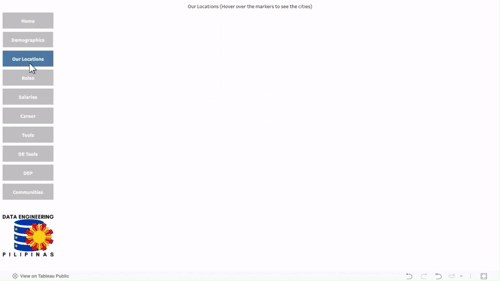 Our Locations (Hover over the markers to see the cities)
Home
Demographics
Our Locations
Roles
Salaries
Career
Tools
DE Tools
DEP
Communities
DATA ENGINEERING
PILIPINAS
View on Tableau Public